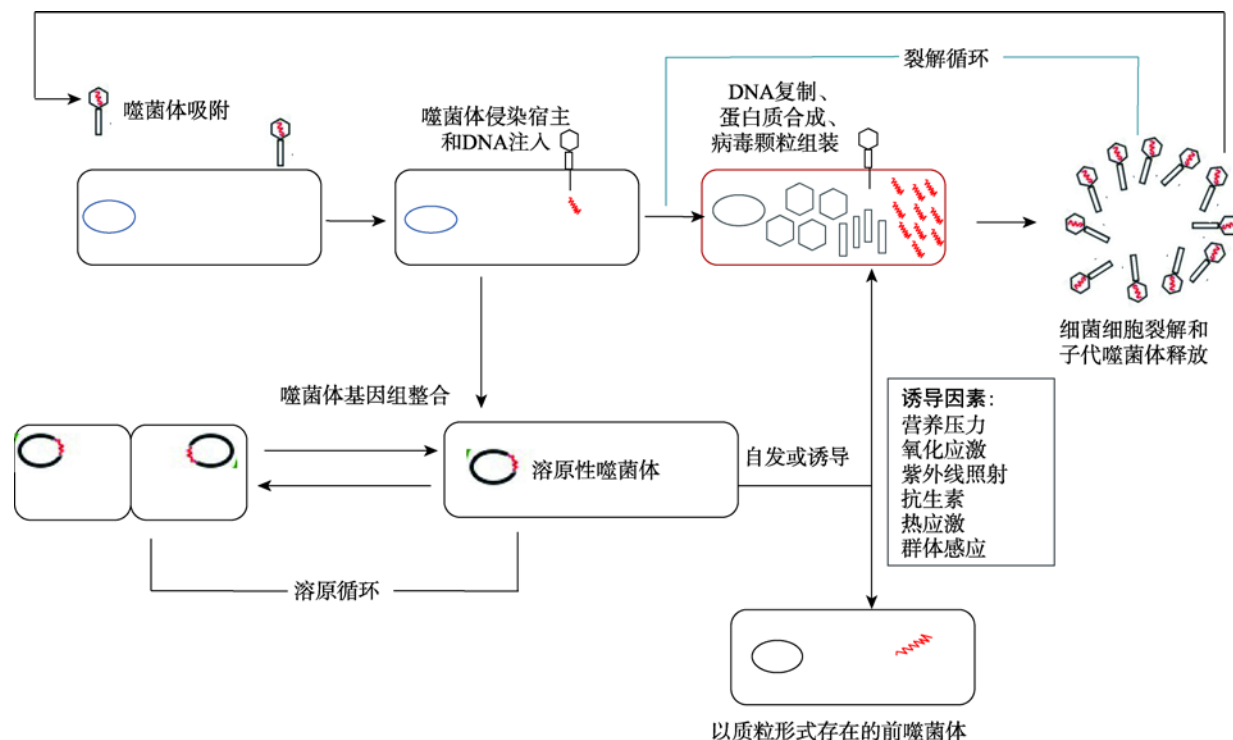 裂解循环
噬菌体吸附
噬菌体侵染宿主
和DNA注入
DNA复制、
蛋白质合成、
病毒颗粒组装
细菌细胞裂解和
子代噬菌体释放
噬菌体基因组整合
溶原性噬菌体
自发或诱导
诱导因素：
营养压力
氧化应激
紫外线照射
抗生素
热应激
群体感应
溶原循环
以质粒形式存在的前噬菌体